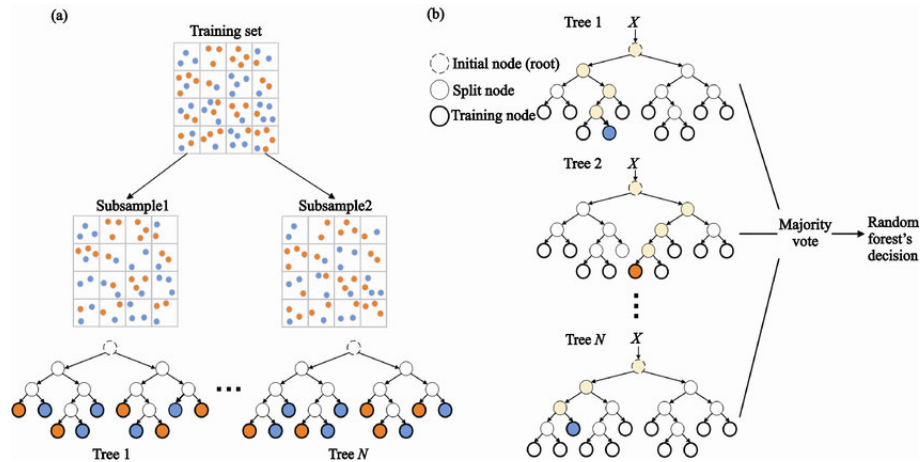 (a)
Training set
Subsample1
Subsample2
Tree 1
Tree N
(b)
Tree 1
X
Initial node (root)
Split node
Training node
Tree 2
X
Tree N
X
Majority
vote
Random
forest's
decision